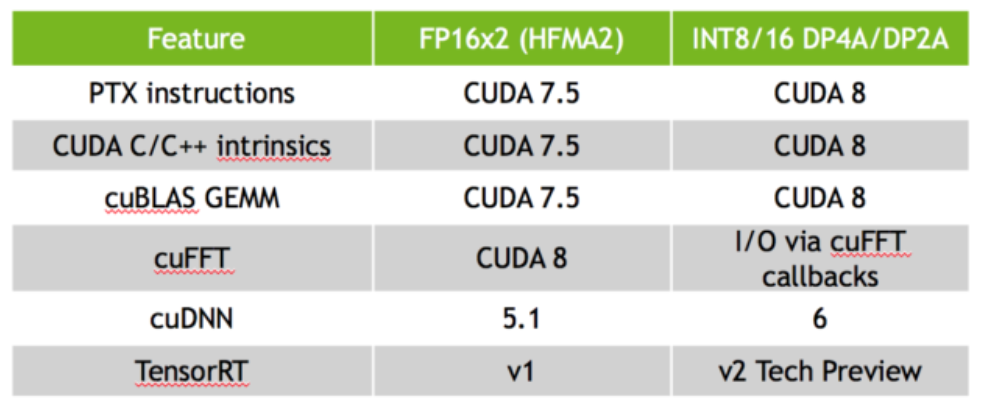 Feature FP16x2 (HFMA2) INT8/16 DP4A/DP2A
PTX instructions CUDA 7.5 CUDA 8
CUDA C/C++ intrinsics CUDA 7.5 CUDA 8
cuBLAS GEMM CUDA 7.5 CUDA 8
cuFFT CUDA 8 I/O via cuFFT
callbacks
cuDNN 5.1 6
TensorRT v1 v2 Tech Preview